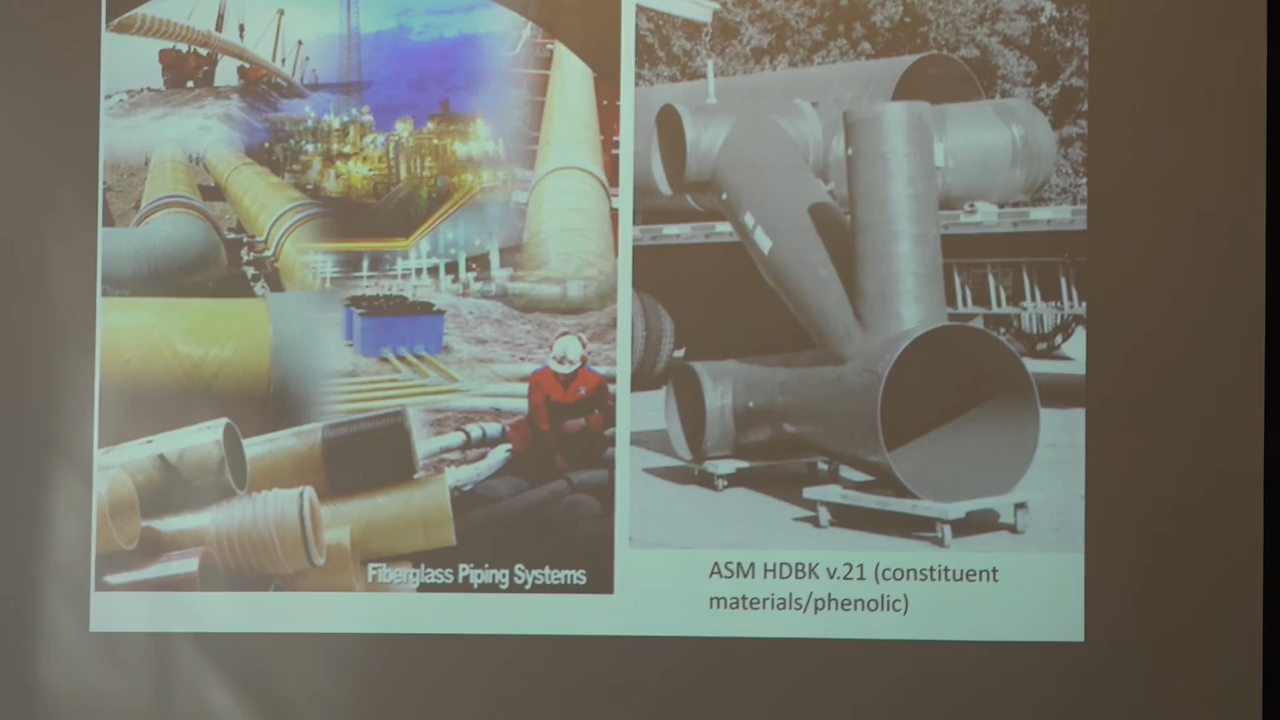 Fiberglass Piping Systems
ASM HDBK v.21 (constituent
materials/phenolic)